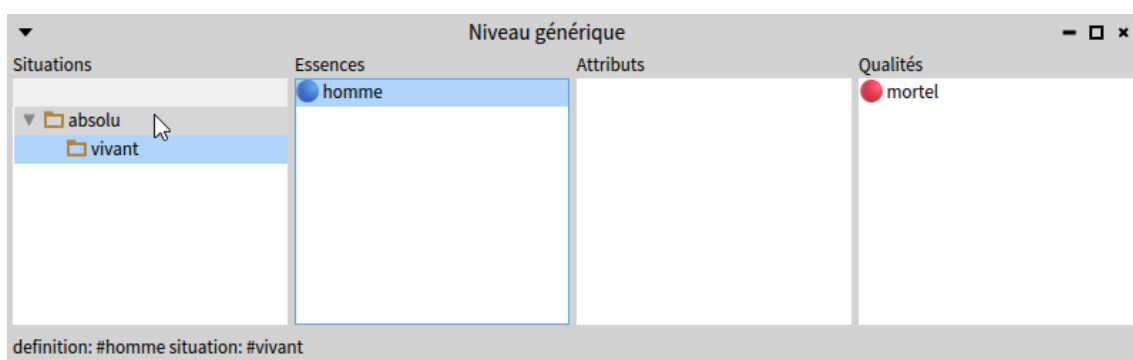 Niveau générique
Situations Essences Attributs Qualités
homme mortel
absolu
vivant
definition: #homme situation: #vivant